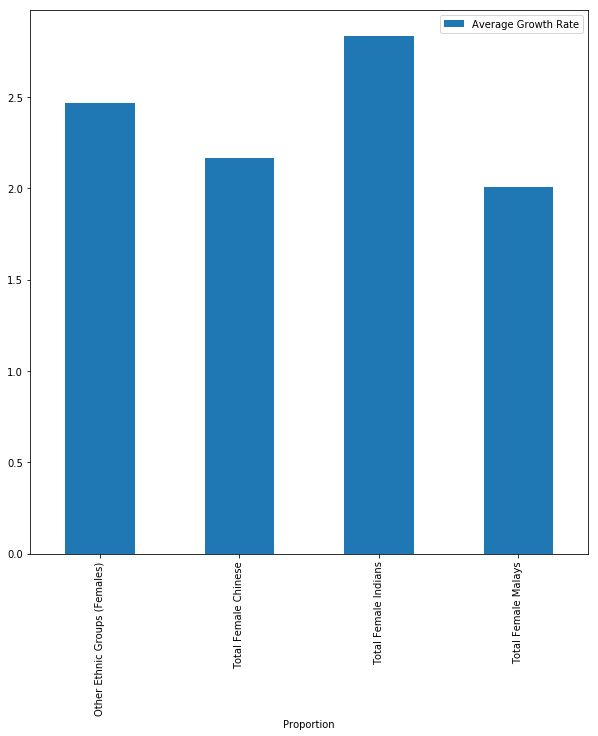 Average Growth Rate
2.5
2.0
1.5
1.0
0.5
0.0
Other Ethnic Groups (Females)
Total Female Chinese
Total Female Indians
Total Female Malays
Proportion